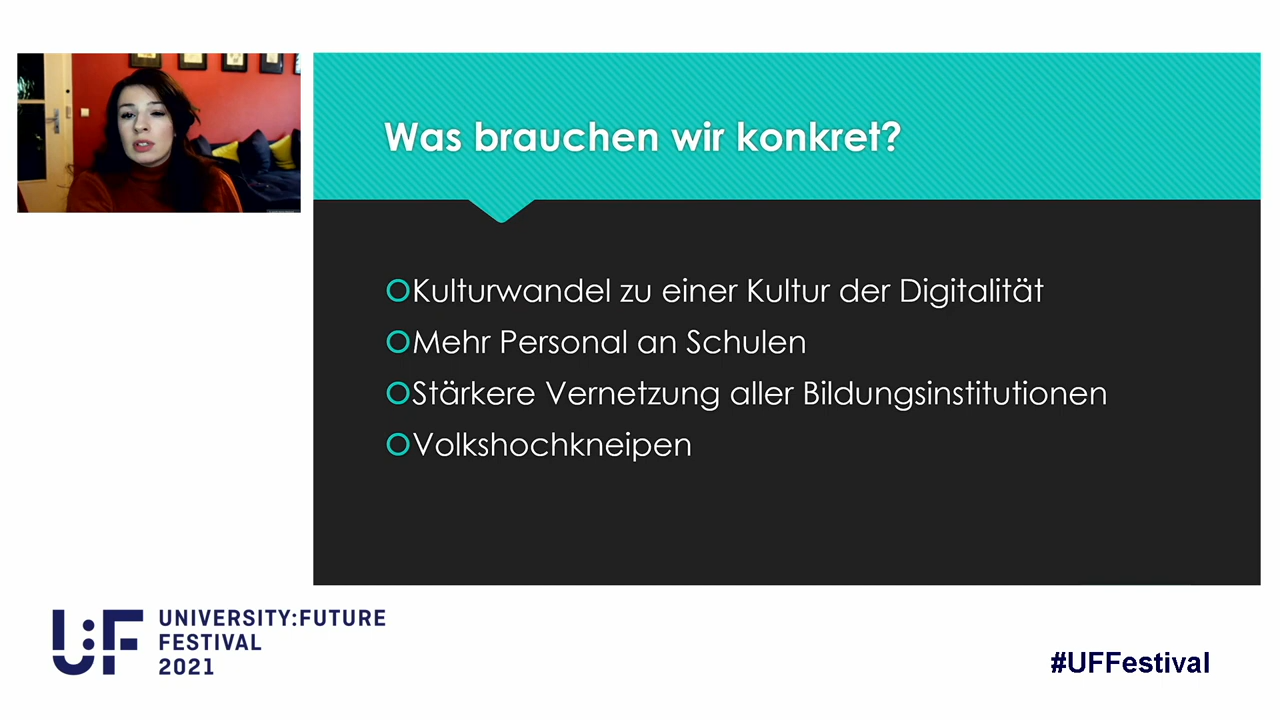 Was brauchen wir konkret?
Kulturwandel zu einer Kultur der Digitalität
Mehr Personal an Schulen
Stärkere Vernetzung aller Bildungsinstitutionen
Volkshochkneipen
U:F
UNIVERSITY:FUTURE
FESTIVAL
2021
#UFFestival